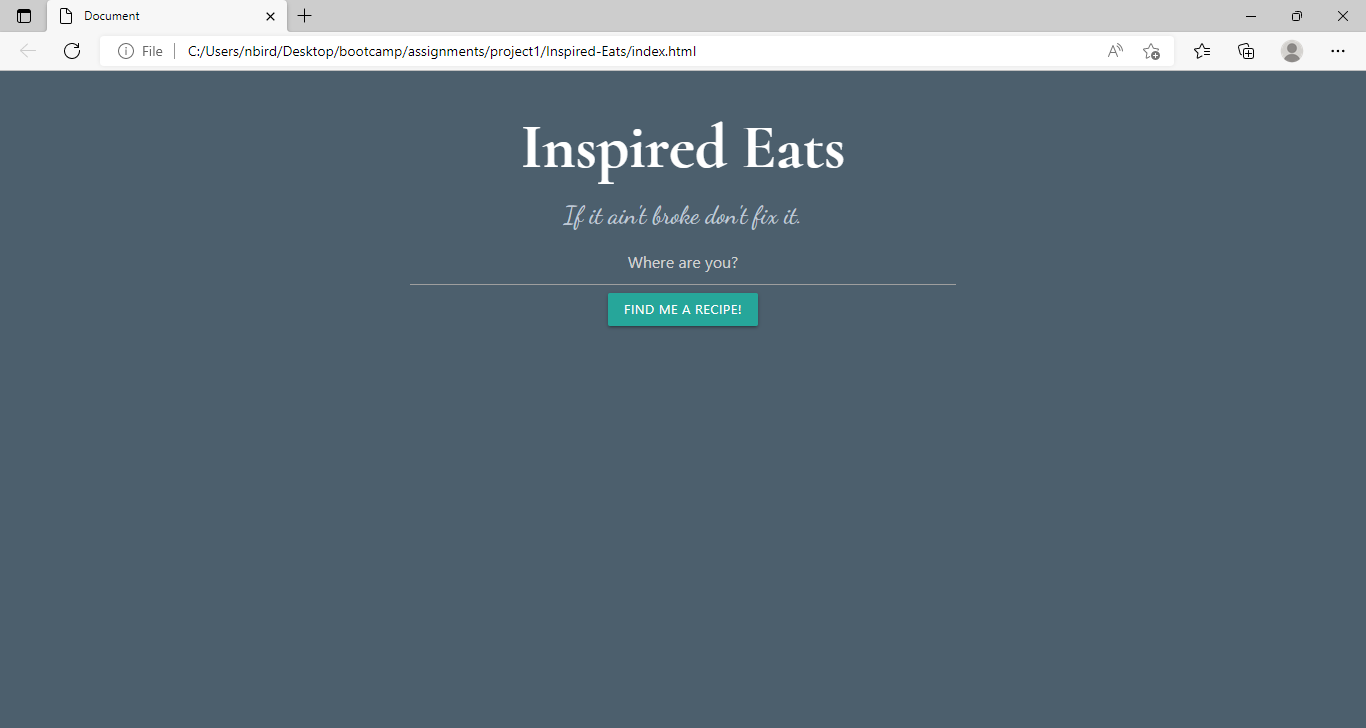 Document
File
C:/Users/nbird/Desktop/bootcamp/assignments/project1/Inspired-Eats/index.html
Inspired Eats
If it ain't broke don't fix it.
Where are you?
FIND ME A RECIPE!